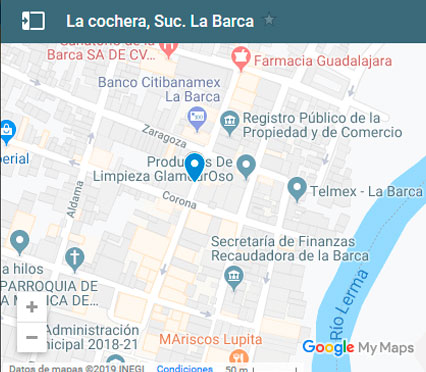 La cochera, Suc. La Barca
Sanatorio de la
Barca SA DE CV...
Farmacia Guadalajara
Banco Citibanamex
La Barca
Registro Público de la
Propiedad y de Comercio
Zaragoza
Productos De
Limpieza GlamourOso
Telmex - La Barca
Aldama
Corona
Secretaría de Finanzas
Recaudadora de la Barca
a hilos
PARROQUIA DE
DE
Río Lerma
+
−
Administración
nicipal 2018-21
MAriscos Lupita
Google My Maps
Datos de mapas ©2019 INEGI
Condiciones
50 m